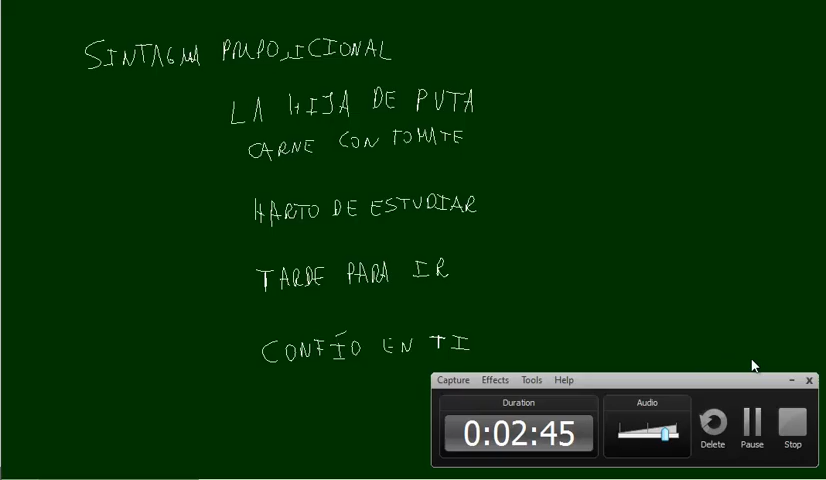 SINTAGMA PREPOSICIONAL
LA HIJA DE PUTA
CARNE CON TOMATE
HARTO DE ESTUDIAR
TARDE PARA IR
CONFÍO EN TI
Capture Effects Tools Help
Duration
0:02:45
Audio
Delete Pause Stop